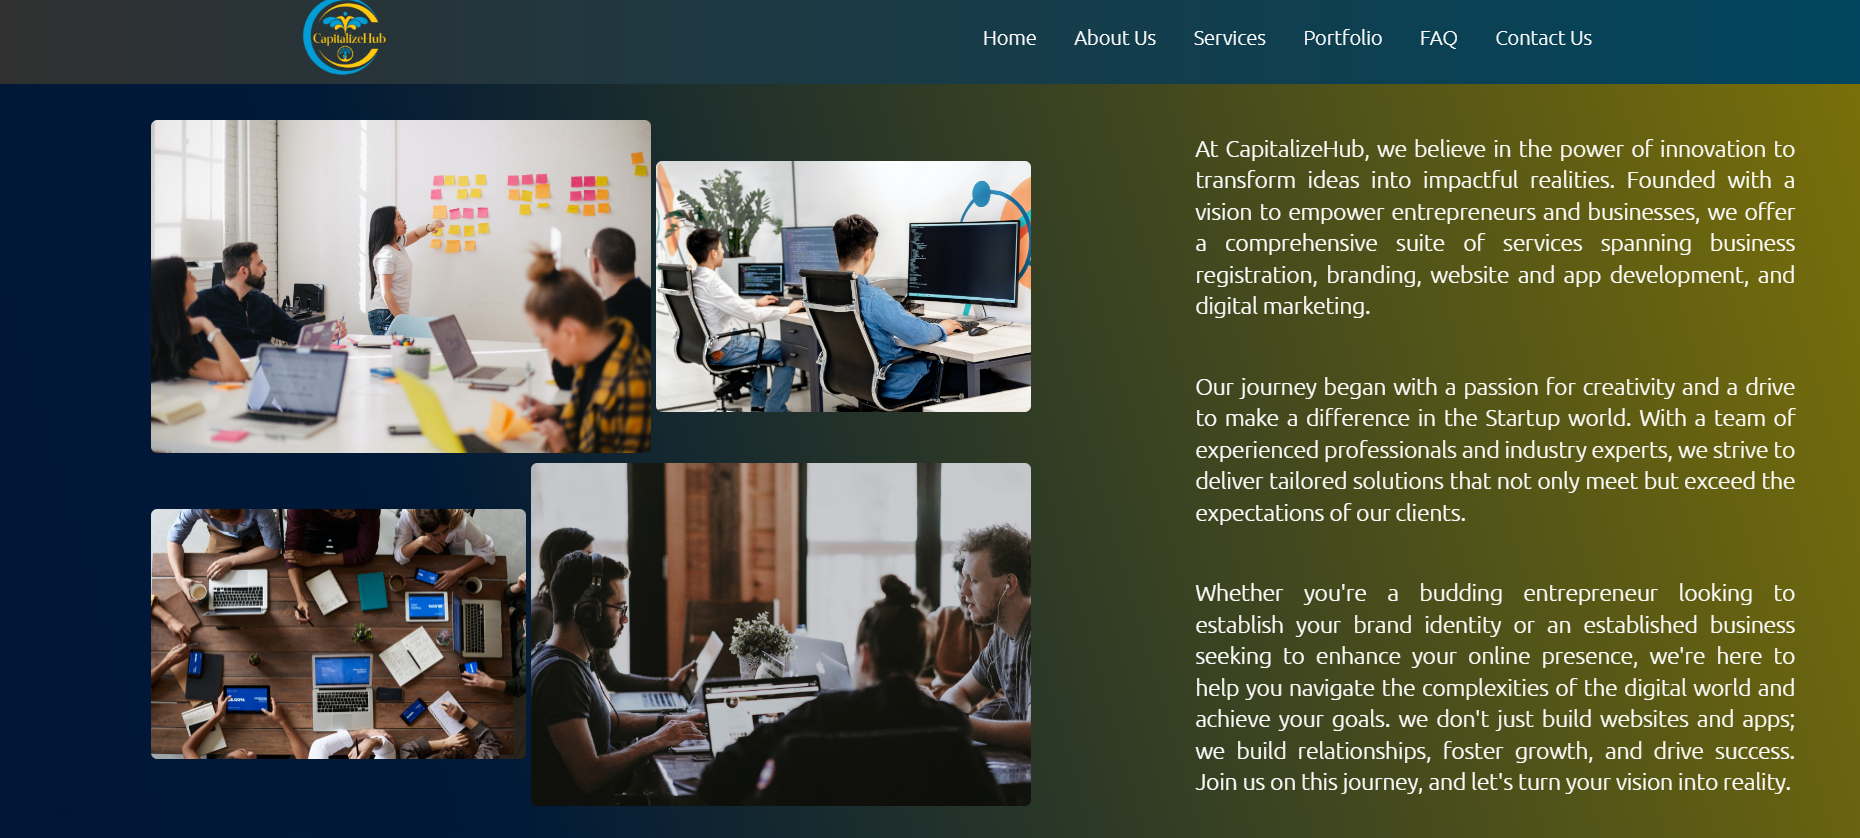 CapitalizeHub
Home About Us Services Portfolio FAQ Contact Us
At CapitalizeHub, we believe in the power of innovation to
transform ideas into impactful realities. Founded with a
vision to empower entrepreneurs and businesses, we offer
a comprehensive suite of services spanning business
registration, branding, website and app development, and
digital marketing.
Our journey began with a passion for creativity and a drive
to make a difference in the Startup world. With a team of
experienced professionals and industry experts, we strive to
deliver tailored solutions that not only meet but exceed the
expectations of our clients.
Whether you're a budding entrepreneur looking to
establish your brand identity or an established business
seeking to enhance your online presence, we're here to
help you navigate the complexities of the digital world and
achieve your goals. we don't just build websites and apps;
we build relationships, foster growth, and drive success.
Join us on this journey, and let's turn your vision into reality.